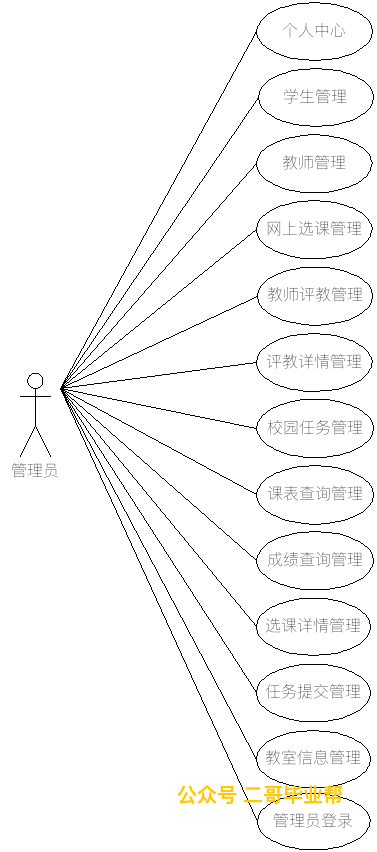 个人中心
学生管理
教师管理
网上选课管理
教师评教管理
评教详情管理
校园任务管理
管理员
课表查询管理
成绩查询管理
选课详情管理
任务提交管理
教室信息管理
公众号 二哥毕业帮
管理员登录